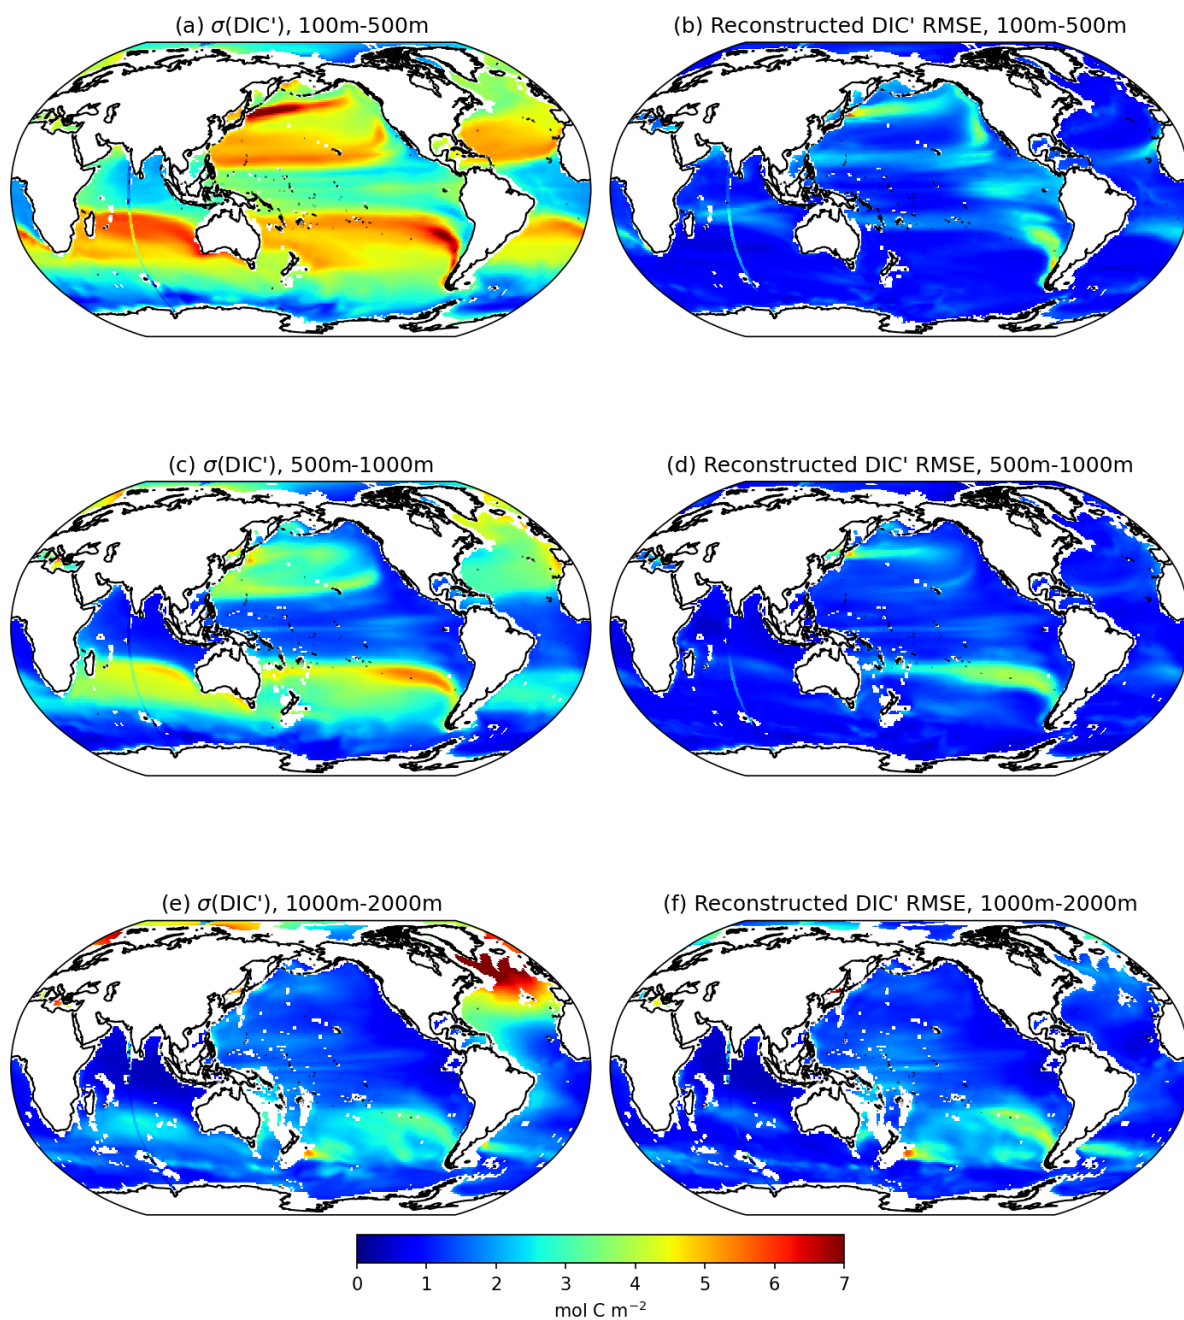 (a) σ(DIC'), 100m-500m
(b) Reconstructed DIC' RMSE, 100m-500m
(c) σ(DIC'), 500m-1000m
(d) Reconstructed DIC' RMSE, 500m-1000m
(e) σ(DIC'), 1000m-2000m
(f) Reconstructed DIC' RMSE, 1000m-2000m
0 1 2 3 4 5 6 7
mol C m⁻²